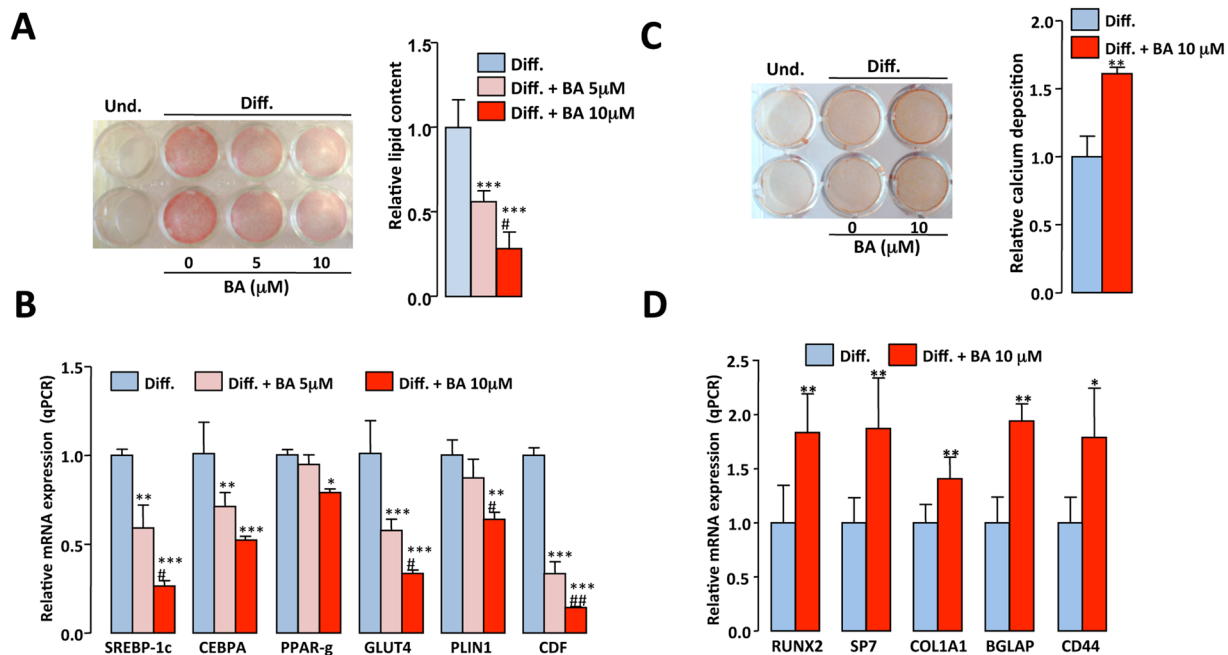 A
Und.
Diff.
0
5
10
BA (μM)
Relative lipid content
1.5
1.0
0.5
0.0
Diff.
Diff. + BA 5μM
Diff. + BA 10μM
***
***
#
C
Und.
Diff.
0
10
BA (μM)
Relative calcium deposition
2.0
1.5
1.0
0.5
0.0
Diff.
Diff. + BA 10 μM
**
B
Relative mRNA expression (qPCR)
1.5
1.0
0.5
0.0
Diff.
Diff. + BA 5μM
Diff. + BA 10μM
**
***
#
**
***
*
***
***
#
**
#
***
***
##
SREBP-1c
CEBPA
PPAR-g
GLUT4
PLIN1
CDF
D
Relative mRNA expression (qPCR)
2.5
2.0
1.5
1.0
0.5
0.0
Diff.
Diff. + BA 10 μM
**
**
**
**
*
RUNX2
SP7
COL1A1
BGLAP
CD44